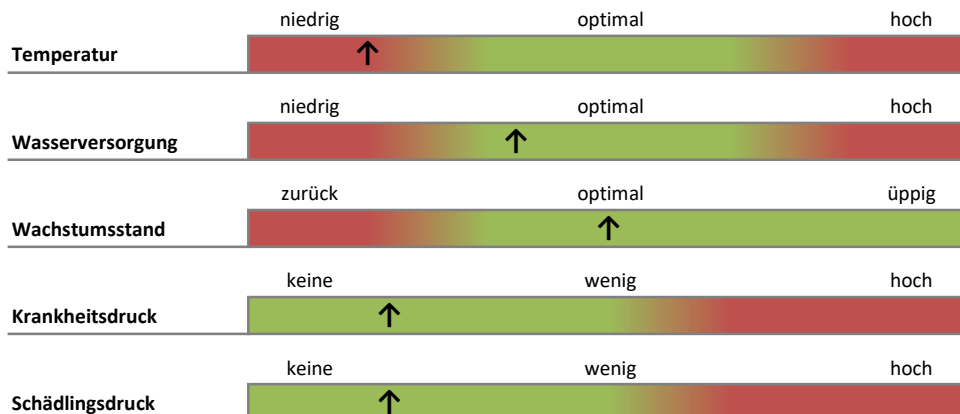 niedrig optimal hoch
Temperatur
niedrig optimal hoch
Wasserversorgung
zurück optimal üppig
Wachstumsstand
keine wenig hoch
Krankheitsdruck
keine wenig hoch
Schädlingsdruck